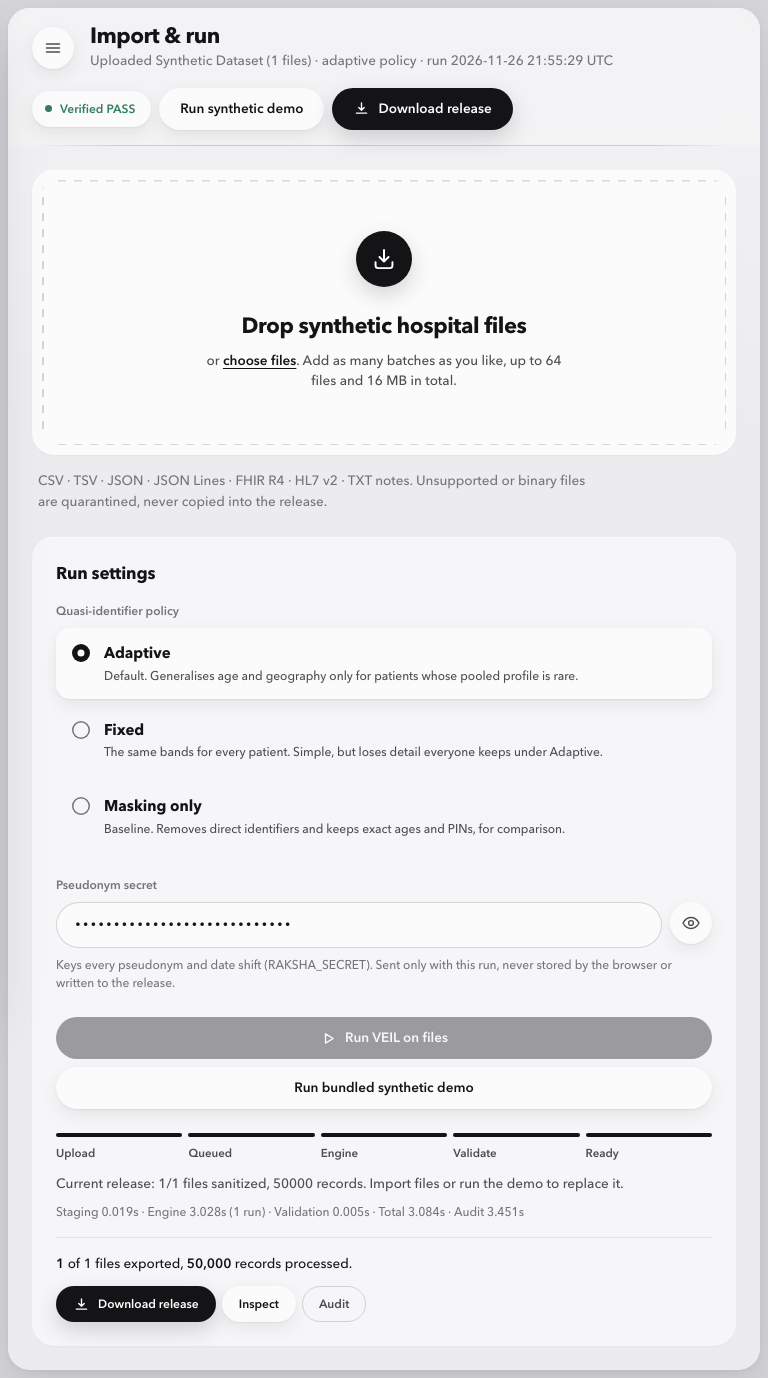 Import & run
Uploaded Synthetic Dataset (1 files) · adaptive policy · run 2026-11-26 21:55:29 UTC
Verified PASS
Run synthetic demo
Download release
Drop synthetic hospital files
or choose files. Add as many batches as you like, up to 64
files and 16 MB in total.
CSV · TSV · JSON · JSON Lines · FHIR R4 · HL7 v2 · TXT notes. Unsupported or binary files
are quarantined, never copied into the release.
Run settings
Quasi-identifier policy
Adaptive
Default. Generalises age and geography only for patients whose pooled profile is rare.
Fixed
The same bands for every patient. Simple, but loses detail everyone keeps under Adaptive.
Masking only
Baseline. Removes direct identifiers and keeps exact ages and PINs, for comparison.
Pseudonym secret
Keys every pseudonym and date shift (RAKSHA_SECRET). Sent only with this run, never stored by the browser or
written to the release.
Run VEIL on files
Run bundled synthetic demo
Upload Queued Engine Validate Ready
Current release: 1/1 files sanitized, 50000 records. Import files or run the demo to replace it.
Staging 0.019s · Engine 3.028s (1 run) · Validation 0.005s · Total 3.084s · Audit 3.451s
1 of 1 files exported, 50,000 records processed.
Download release
Inspect
Audit